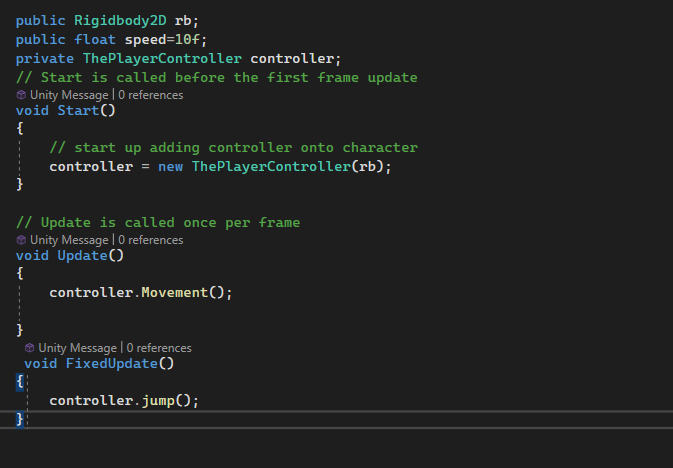 public Rigidbody2D rb;
public float speed=10f;
private ThePlayerController controller;
// Start is called before the first frame update
Unity Message | 0 references
void Start()
{
// start up adding controller onto character
controller = new ThePlayerController(rb);
}
// Update is called once per frame
Unity Message | 0 references
void Update()
{
controller.Movement();
}
Unity Message | 0 references
void FixedUpdate()
{
controller.jump();
}